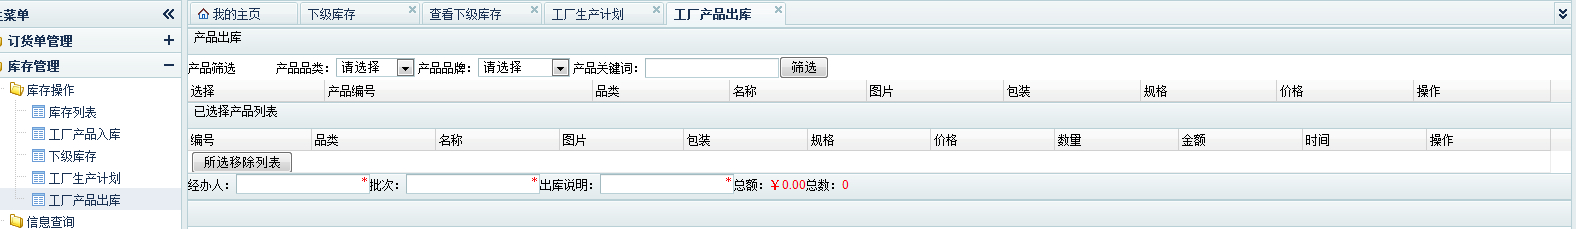 主菜单
订货单管理
库存管理
库存操作
库存列表
工厂产品入库
下级库存
工厂生产计划
工厂产品出库
信息查询
我的主页 下级库存 查看下级库存 工厂生产计划 工厂产品出库
产品出库
产品筛选 产品品类： 请选择 产品品牌： 请选择 产品关键词： 筛选
选择 产品编号 品类 名称 图片 包装 规格 价格 操作
已选择产品列表
编号 品类 名称 图片 包装 规格 价格 数量 金额 时间 操作
所选移除列表
经办人： *批次： *出库说明： *总额：￥0.00总数：0